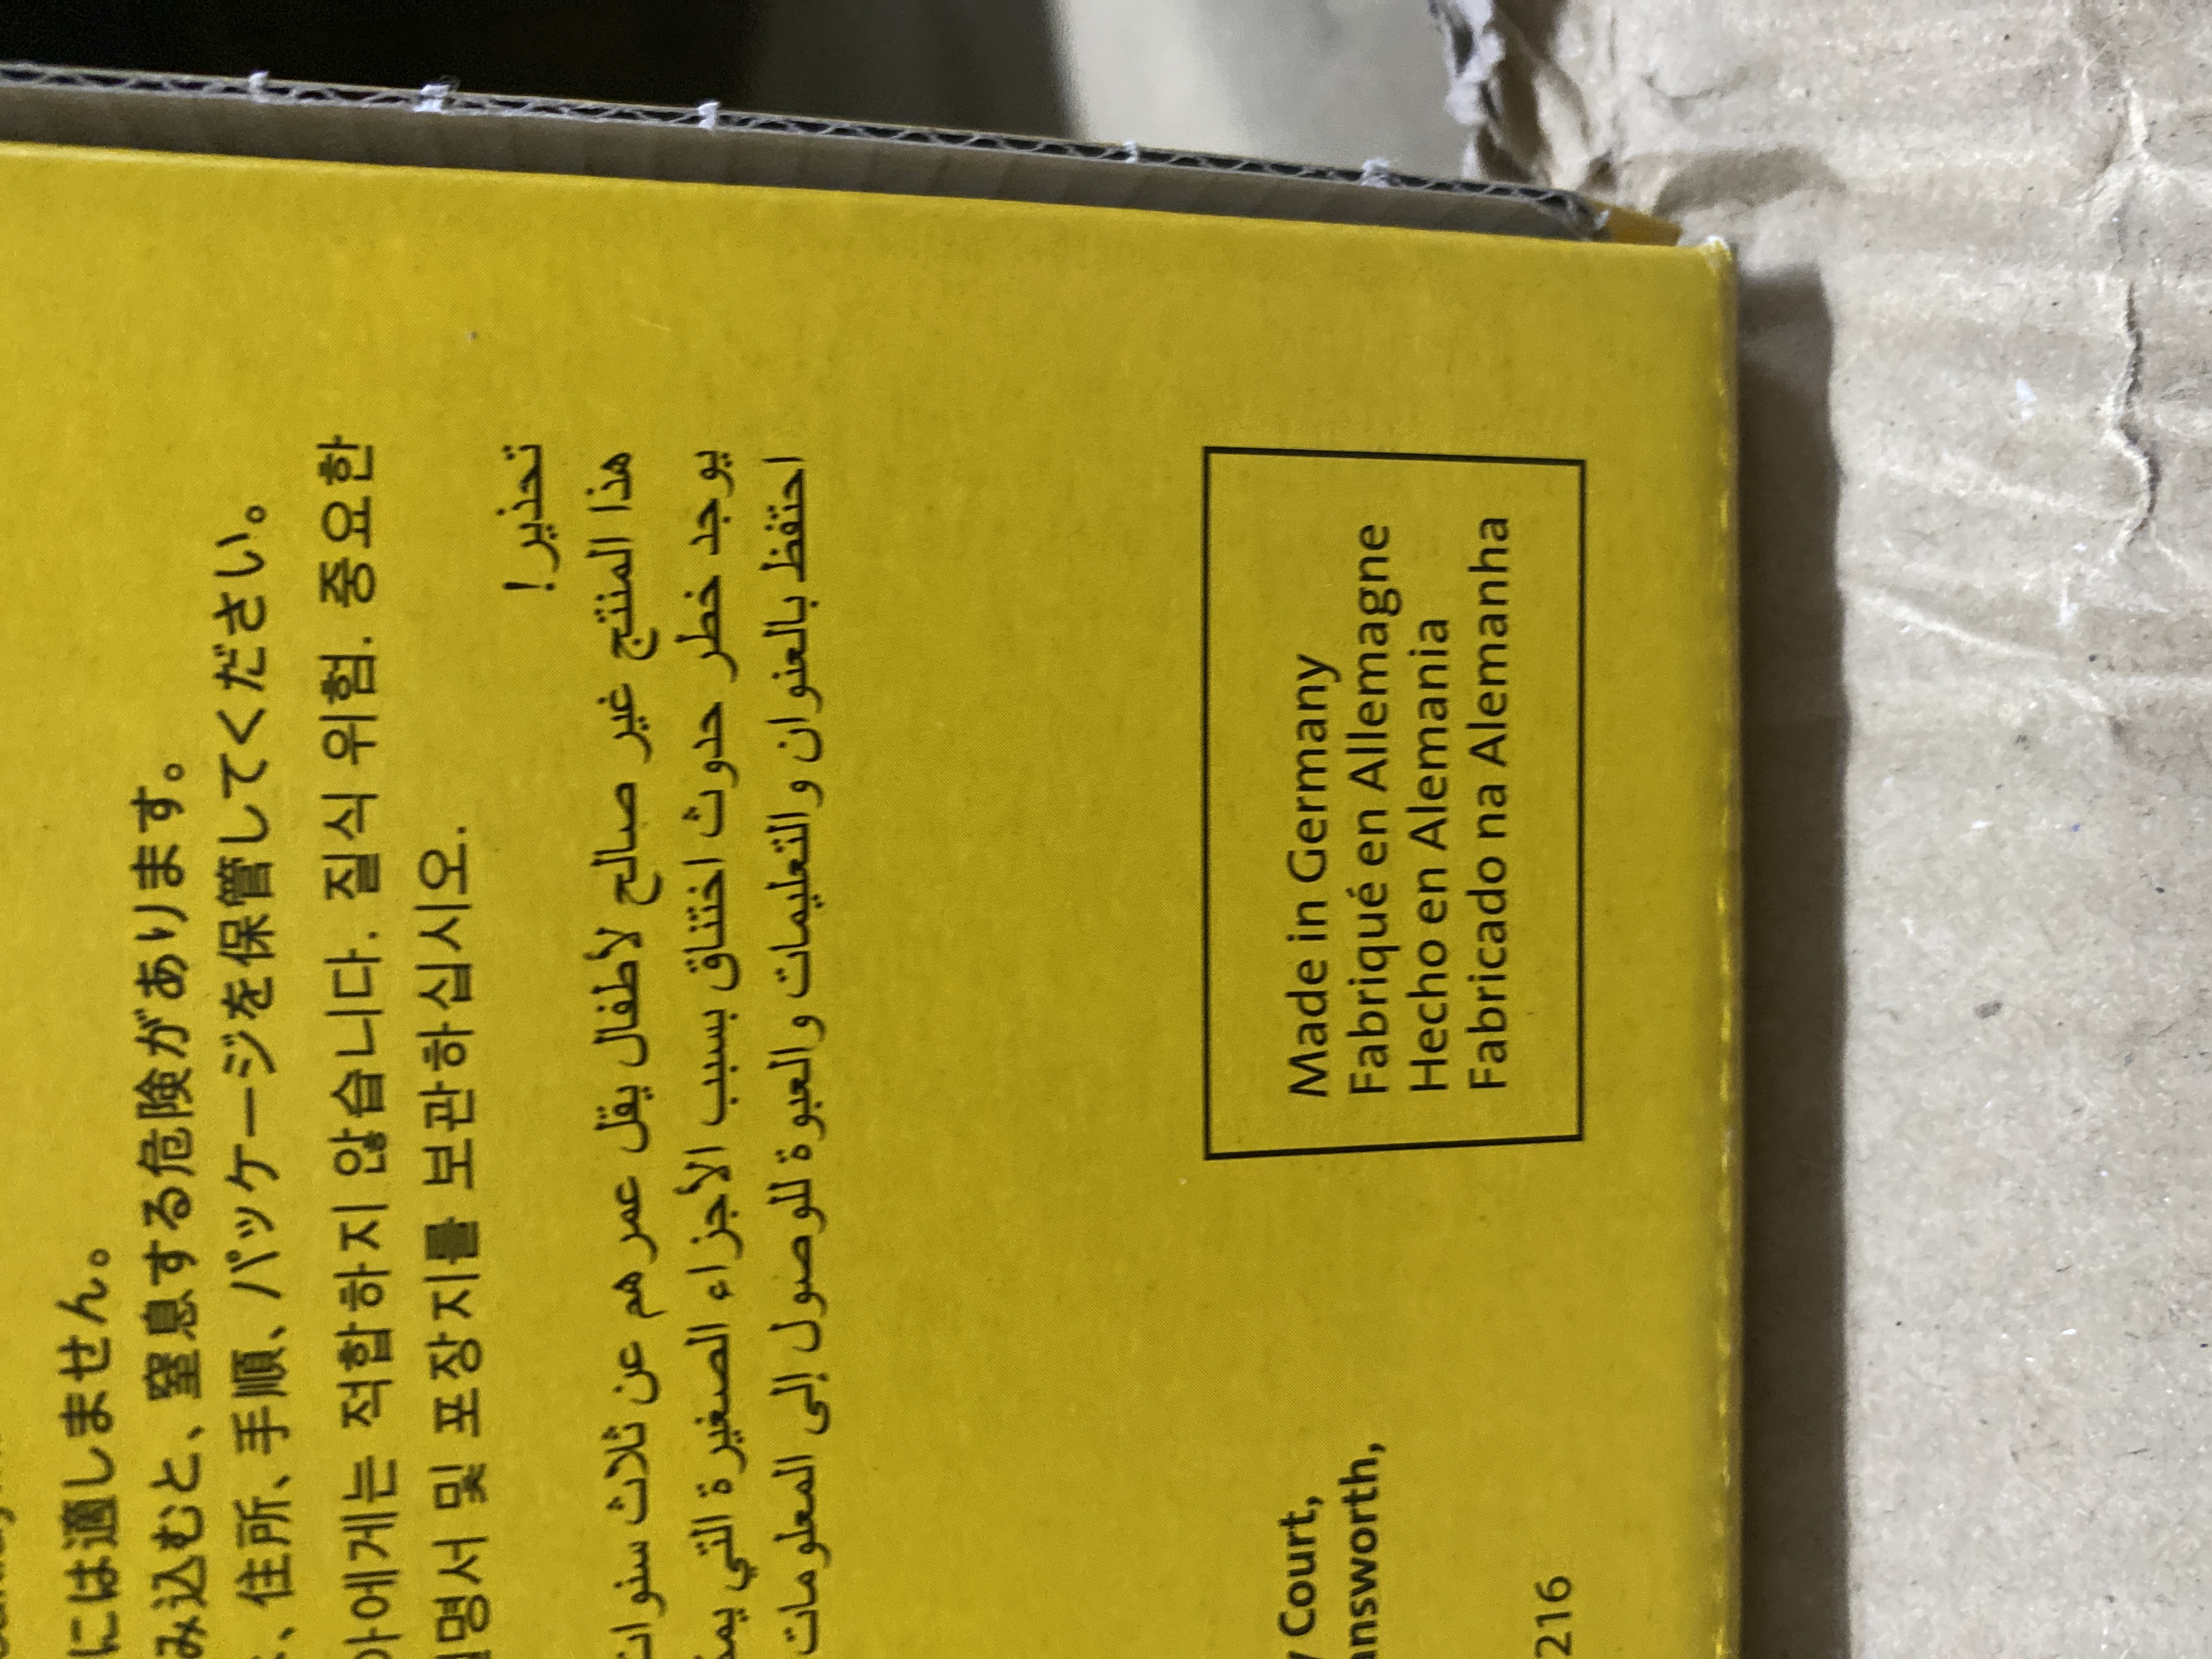 には適しません。
み込むと、窒息する危険があります。
、住所、手順、パッケージを保管してください。
아에게는 적합하지 않습니다. 질식 위험. 중요한
명서 및 포장지를 보관하십시오.
تحذير!
هذا المنتج غير صالح لأطفال يقل عمرهم عن ثلاث سنوات
يوجد خطر حدوث اختناق بسبب الأجزاء الصغيرة التي
احتفظ بالعنوان والتعليمات والعبوة للوصول إلى المعلومات
Court,
answorth,
216
Made in Germany
Fabriqué en Allemagne
Hecho en Alemania
Fabricado na Alemanha